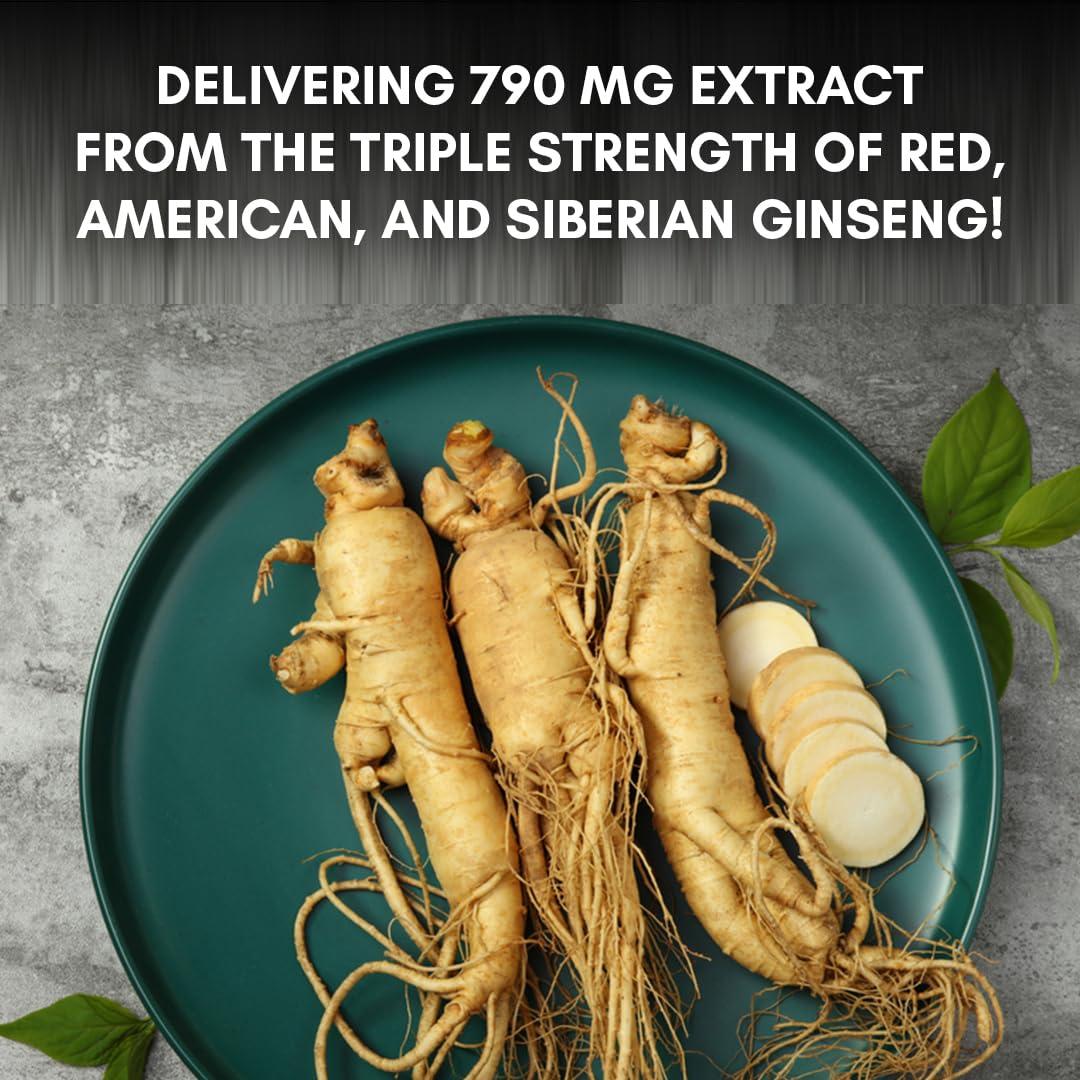 DELIVERING 790 MG EXTRACT
FROM THE TRIPLE STRENGTH OF RED,
AMERICAN, AND SIBERIAN GINSENG!